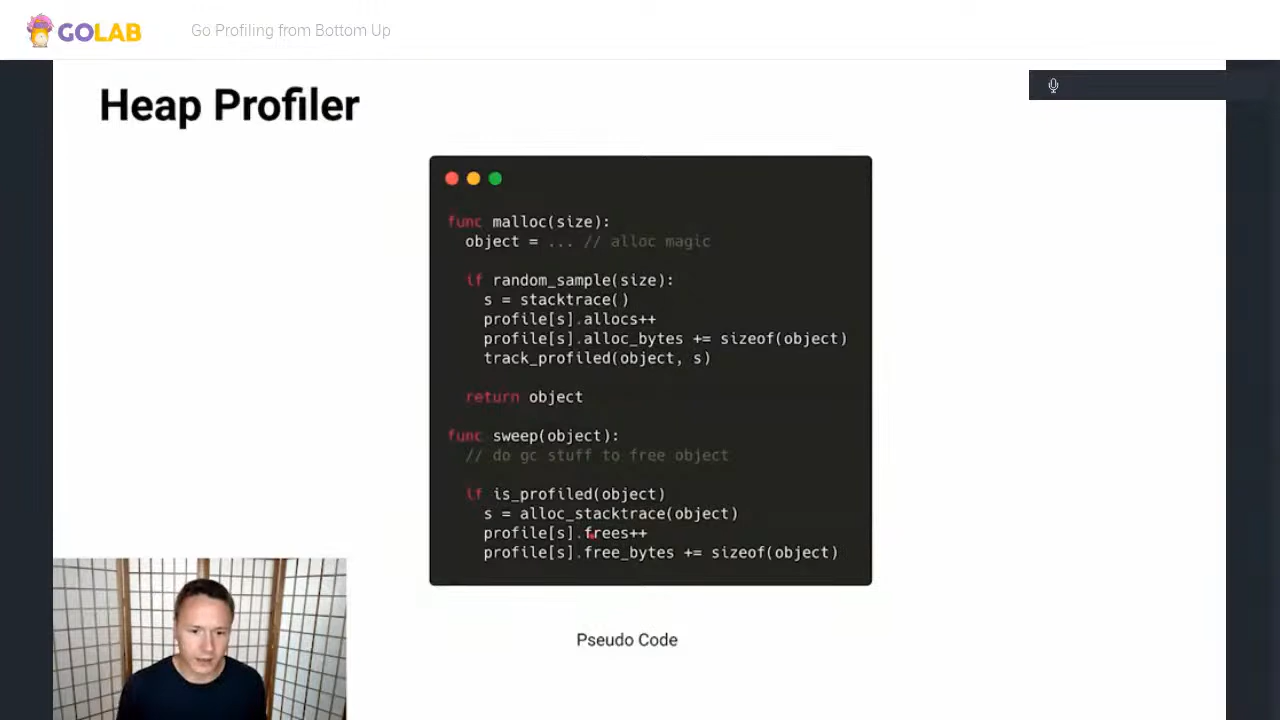 GOLAB
Go Profiling from Bottom Up
Heap Profiler
func malloc(size):
object = ... // alloc magic
if random_sample(size):
s = stacktrace()
profile[s].allocs++
profile[s].alloc_bytes += sizeof(object)
track_profiled(object, s)
return object
func sweep(object):
// do gc stuff to free object
if is_profiled(object)
s = alloc_stacktrace(object)
profile[s].frees++
profile[s].free_bytes += sizeof(object)
Pseudo Code